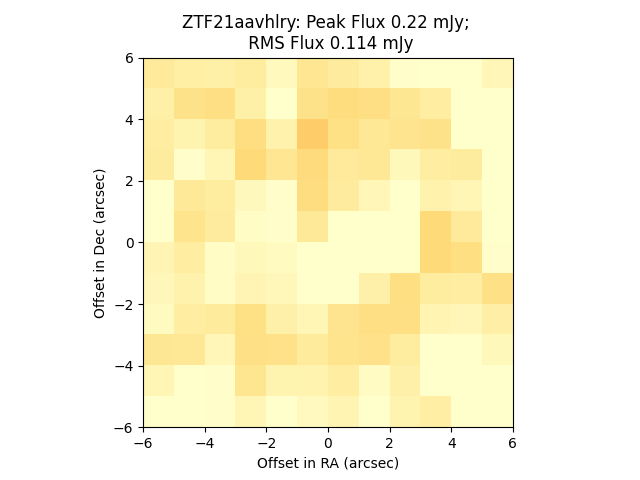 ZTF21aavhlry: Peak Flux 0.22 mJy;
RMS Flux 0.114 mJy
6
4
2
0
−2
−4
−6
Offset in Dec (arcsec)
−6 −4 −2 0 2 4 6
Offset in RA (arcsec)